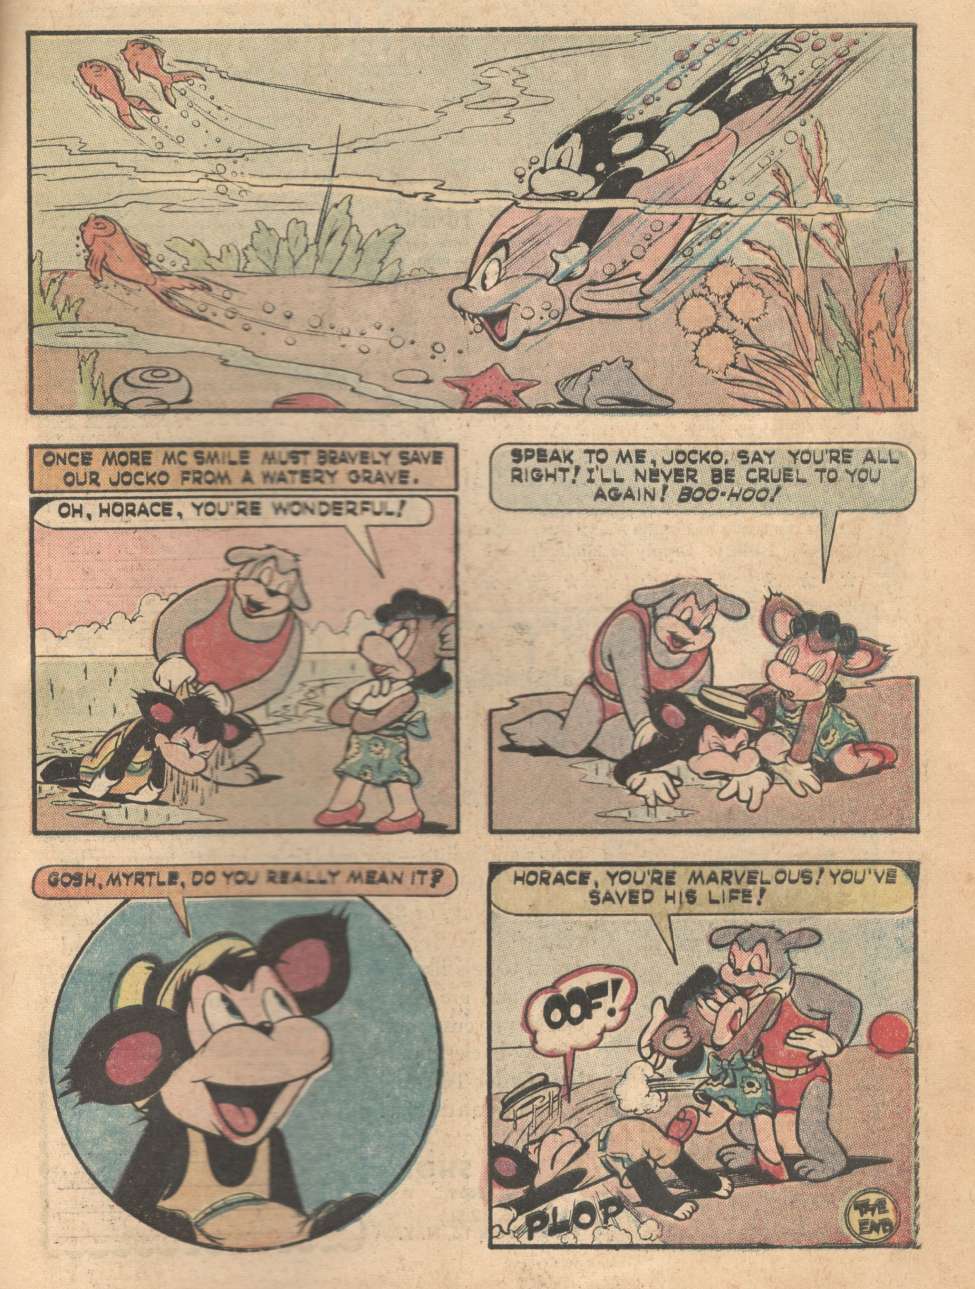 ONCE MORE MC SMILE MUST BRAVELY SAVE
OUR JOCKO FROM A WATERY GRAVE.
OH, HORACE, YOU'RE WONDERFUL!
SPEAK TO ME, JOCKO. SAY YOU'RE ALL
RIGHT! I'LL NEVER BE CRUEL TO YOU
AGAIN! BOO-HOO!
GOSH, MYRTLE, DO YOU REALLY MEAN IT?
HORACE, YOU'RE MARVELOUS! YOU'VE
SAVED HIS LIFE!
OOF!
PLOP
THE
END